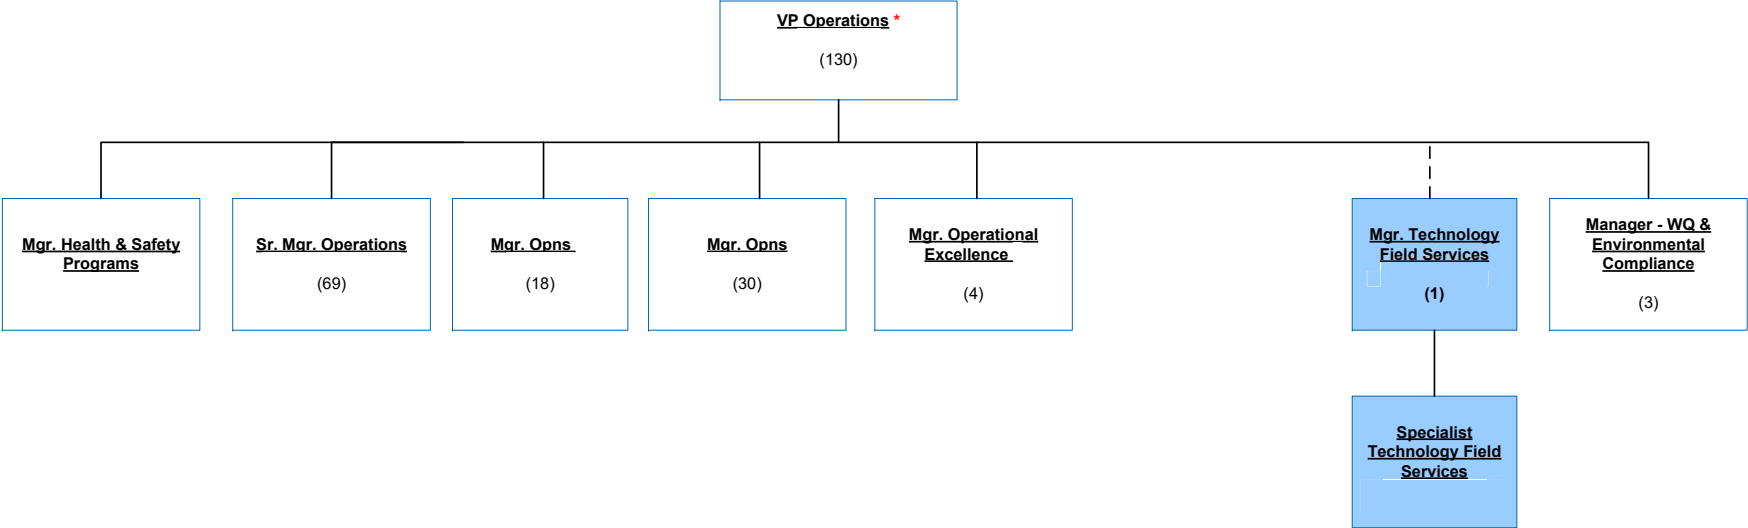 VP Operations *
(130)
Mgr. Health & Safety
Programs
Sr. Mgr. Operations
(69)
Mgr. Opns
(18)
Mgr. Opns
(30)
Mgr. Operational
Excellence
(4)
Mgr. Technology
Field Services
(1)
Manager - WQ &
Environmental
Compliance
(3)
Specialist
Technology Field
Services